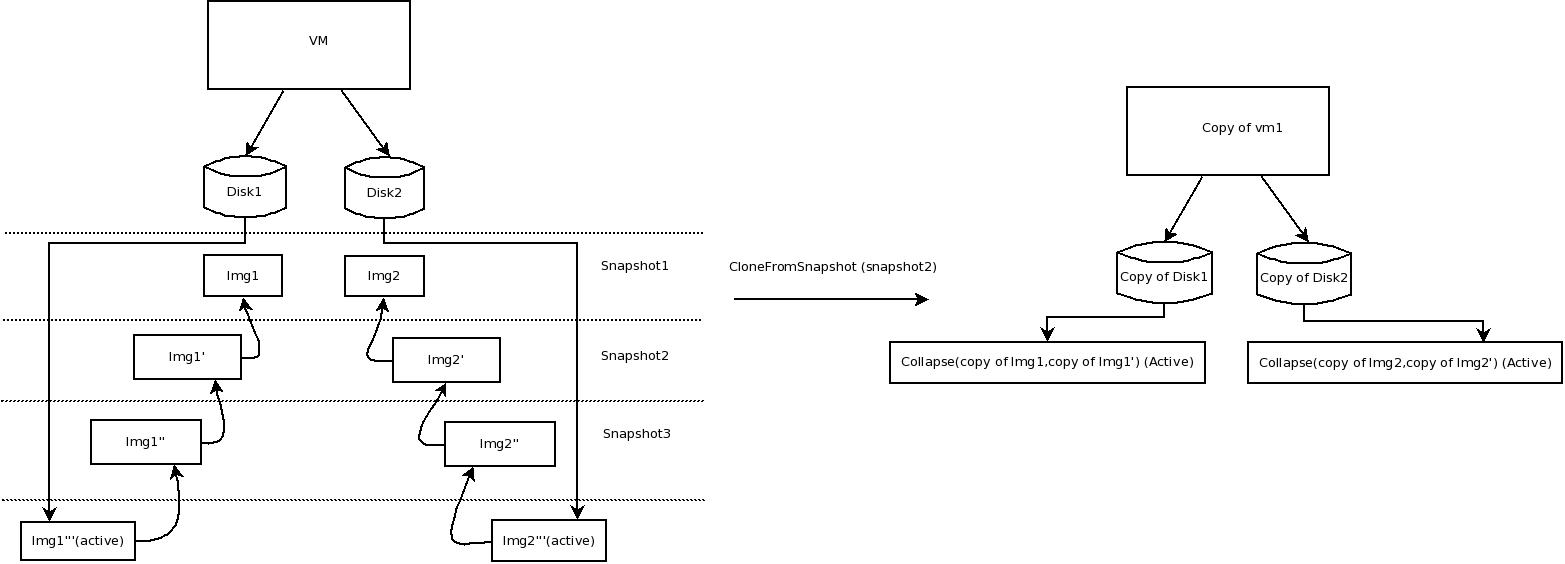 VM
Disk1
Disk2
Snapshot1
Img1
Img2
Snapshot2
Img1'
Img2'
Snapshot3
Img1''
Img2''
Img1'''(active)
Img2'''(active)
CloneFromSnapshot (snapshot2)
Copy of vm1
Copy of Disk1
Copy of Disk2
Collapse(copy of Img1,copy of Img1') (Active)
Collapse(copy of Img2,copy of Img2') (Active)